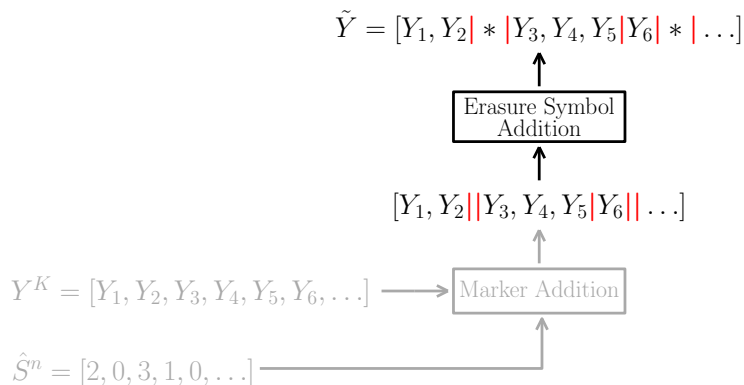 Ỹ = [Y₁, Y₂| * |Y₃, Y₄, Y₅|Y₆| * | ...]
Erasure Symbol
Addition
[Y₁, Y₂||Y₃, Y₄, Y₅|Y₆|| ...]
Y^K = [Y₁, Y₂, Y₃, Y₄, Y₅, Y₆, ...]
Marker Addition
Ŝⁿ = [2, 0, 3, 1, 0, ...]